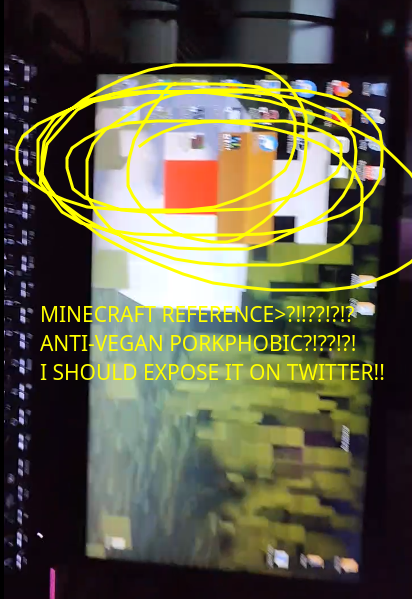 MINECRAFT REFERENCE>?!!??!?!?
ANTI-VEGAN PORKPHOBIC?!??!?!
I SHOULD EXPOSE IT ON TWITTER!!